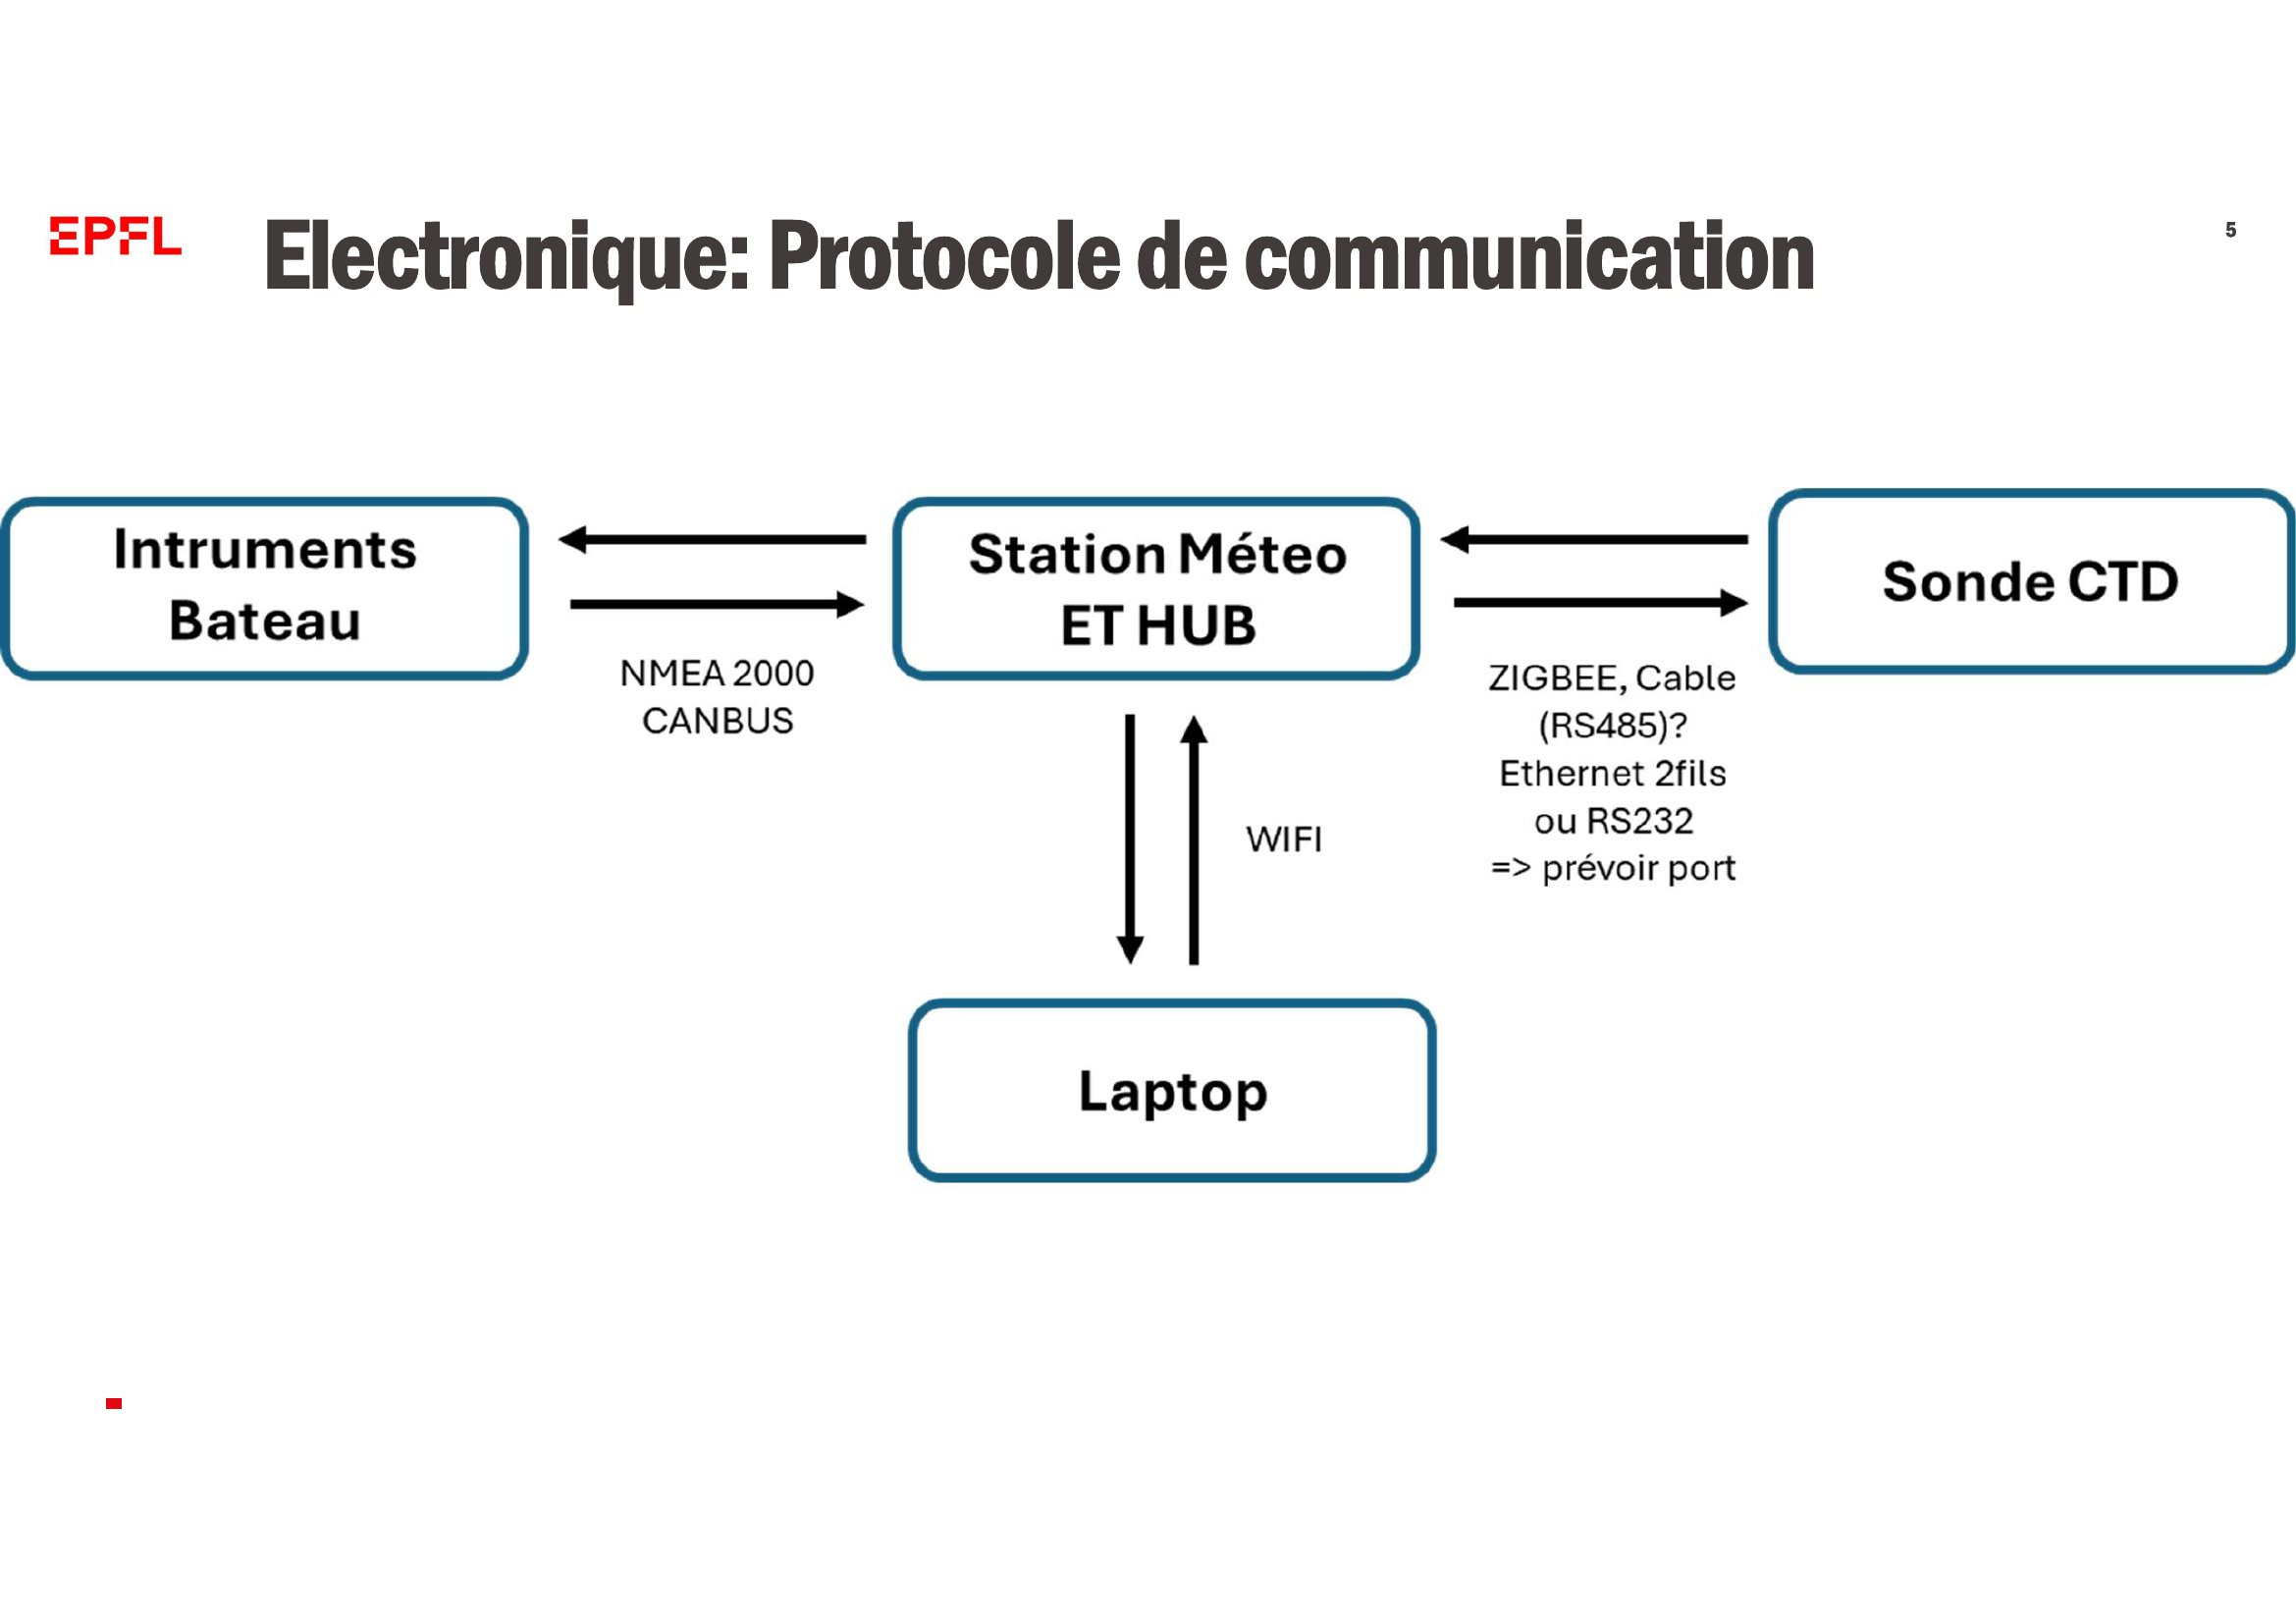 EPFL
Electronique: Protocole de communication
5
Intruments
Bateau
NMEA 2000
CANBUS
Station Méteo
ET HUB
Sonde CTD
ZIGBEE, Cable
(RS485)?
Ethernet 2fils
ou RS232
=> prévoir port
WIFI
Laptop